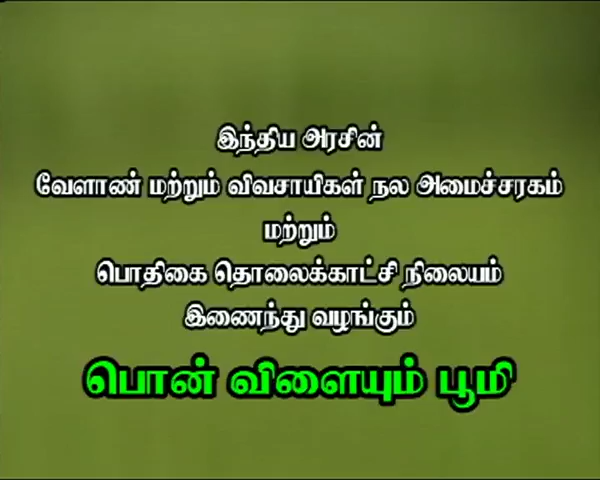 இந்திய அரசின்
வேளாண் மற்றும் விவசாயிகள் நல அமைச்சரகம்
மற்றும்
பொதிகை தொலைக்காட்சி நிலையம்
இணைந்து வழங்கும்
பொன் விளையும் பூமி